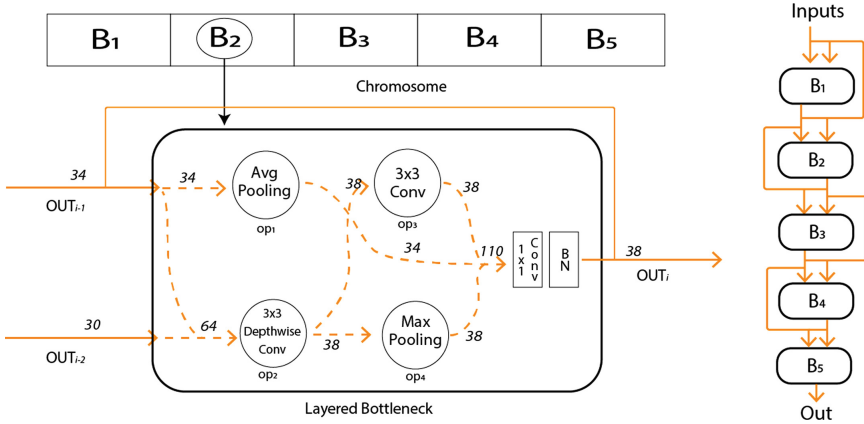 B1 B2 B3 B4 B5
Chromosome
Inputs
34
OUTi-1
30
OUTi-2
34
Avg
Pooling
op1
38
3x3
Conv
op3
38
34
110
1x1
Conv
BN
38
OUTi
64
3x3
Depthwise
Conv
op2
38
Max
Pooling
op4
38
Layered Bottleneck
B1
B2
B3
B4
B5
Out